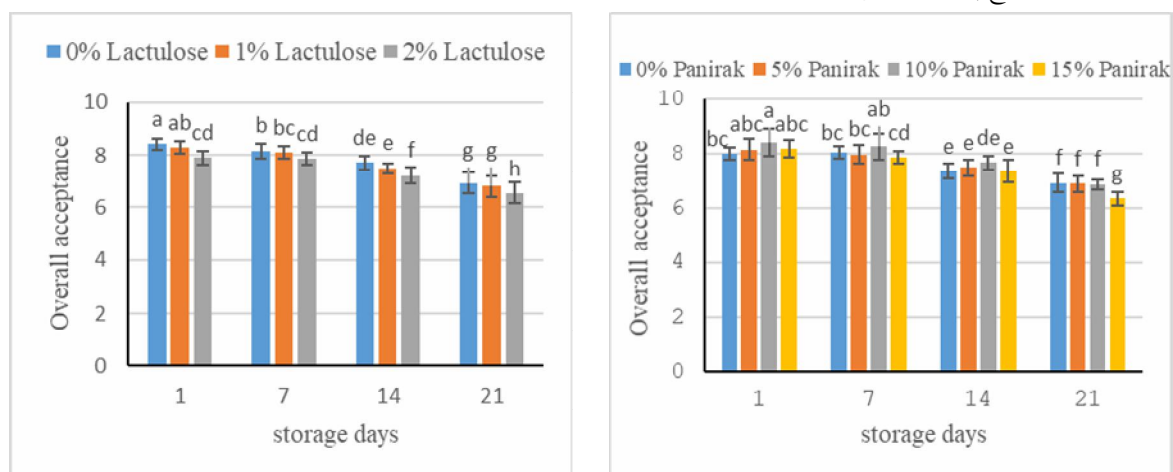 0% Lactulose 1% Lactulose 2% Lactulose
10
8
6
4
2
0
Overall acceptance
a ab cd b bc cd de e f g g h
1 7 14 21
storage days
0% Panirak 5% Panirak 10% Panirak 15% Panirak
10
8
6
4
2
0
Overall acceptance
bc abc a abc bc bc ab cd e e de e f f f g
1 7 14 21
storage days